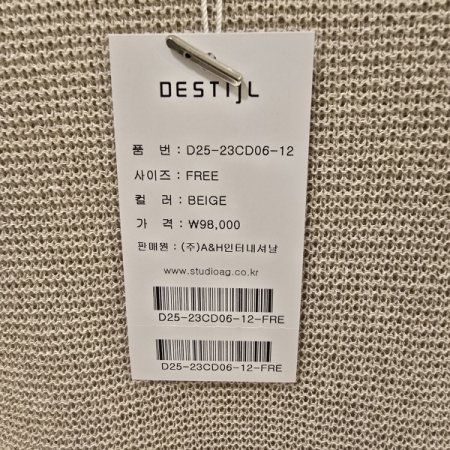 DESTIJL
품 번 : D25-23CD06-12
사이즈 : FREE
컬 러 : BEIGE
가 격 : ₩98,000
판매원 : (주)A&H인터내셔날
www.studioag.co.kr
D25-23CD06-12-FRE
D25-23CD06-12-FRE